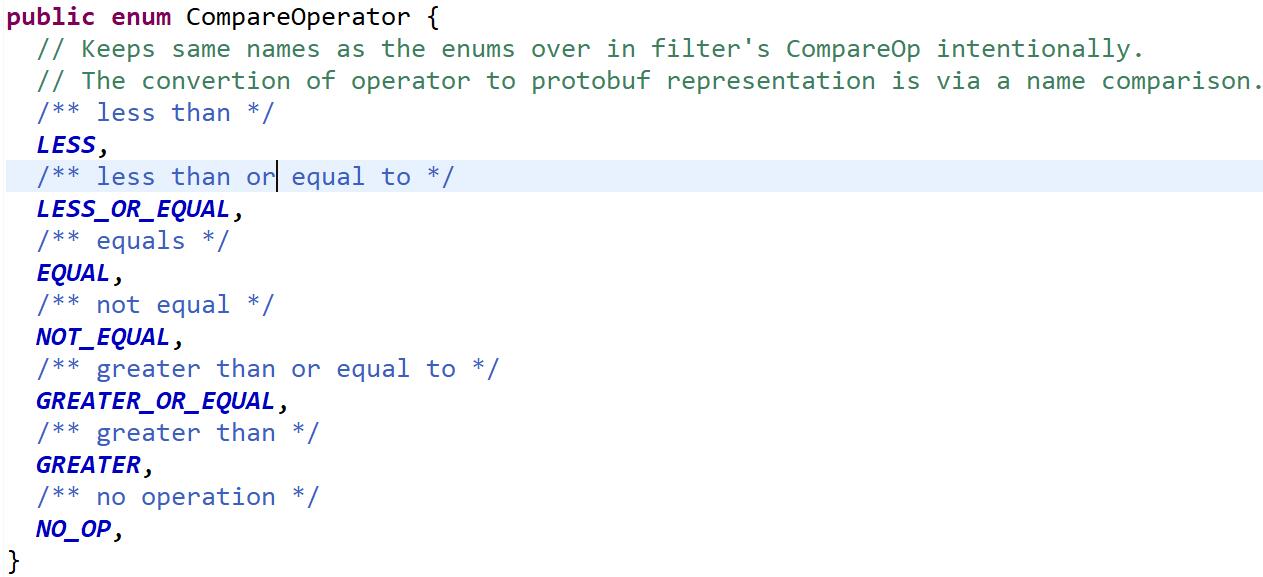 public enum CompareOperator {
// Keeps same names as the enums over in filter's CompareOp intentionally.
// The convertion of operator to protobuf representation is via a name comparison.
/** less than */
LESS,
/** less than or equal to */
LESS_OR_EQUAL,
/** equals */
EQUAL,
/** not equal */
NOT_EQUAL,
/** greater than or equal to */
GREATER_OR_EQUAL,
/** greater than */
GREATER,
/** no operation */
NO_OP,
}